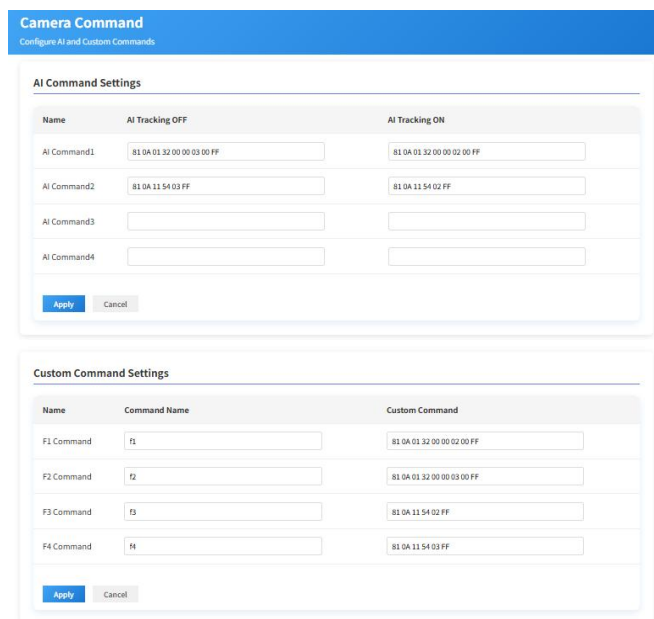 Camera Command
Configure AI and Custom Commands
AI Command Settings
Name AI Tracking OFF AI Tracking ON
AI Command1 81 0A 01 32 00 00 03 00 FF 81 0A 01 32 00 00 02 00 FF
AI Command2 81 0A 11 54 03 FF 81 0A 11 54 02 FF
AI Command3
AI Command4
Apply Cancel
Custom Command Settings
Name Command Name Custom Command
F1 Command f1 81 0A 01 32 00 00 02 00 FF
F2 Command f2 81 0A 01 32 00 00 03 00 FF
F3 Command f3 81 0A 11 54 02 FF
F4 Command f4 81 0A 11 54 03 FF
Apply Cancel